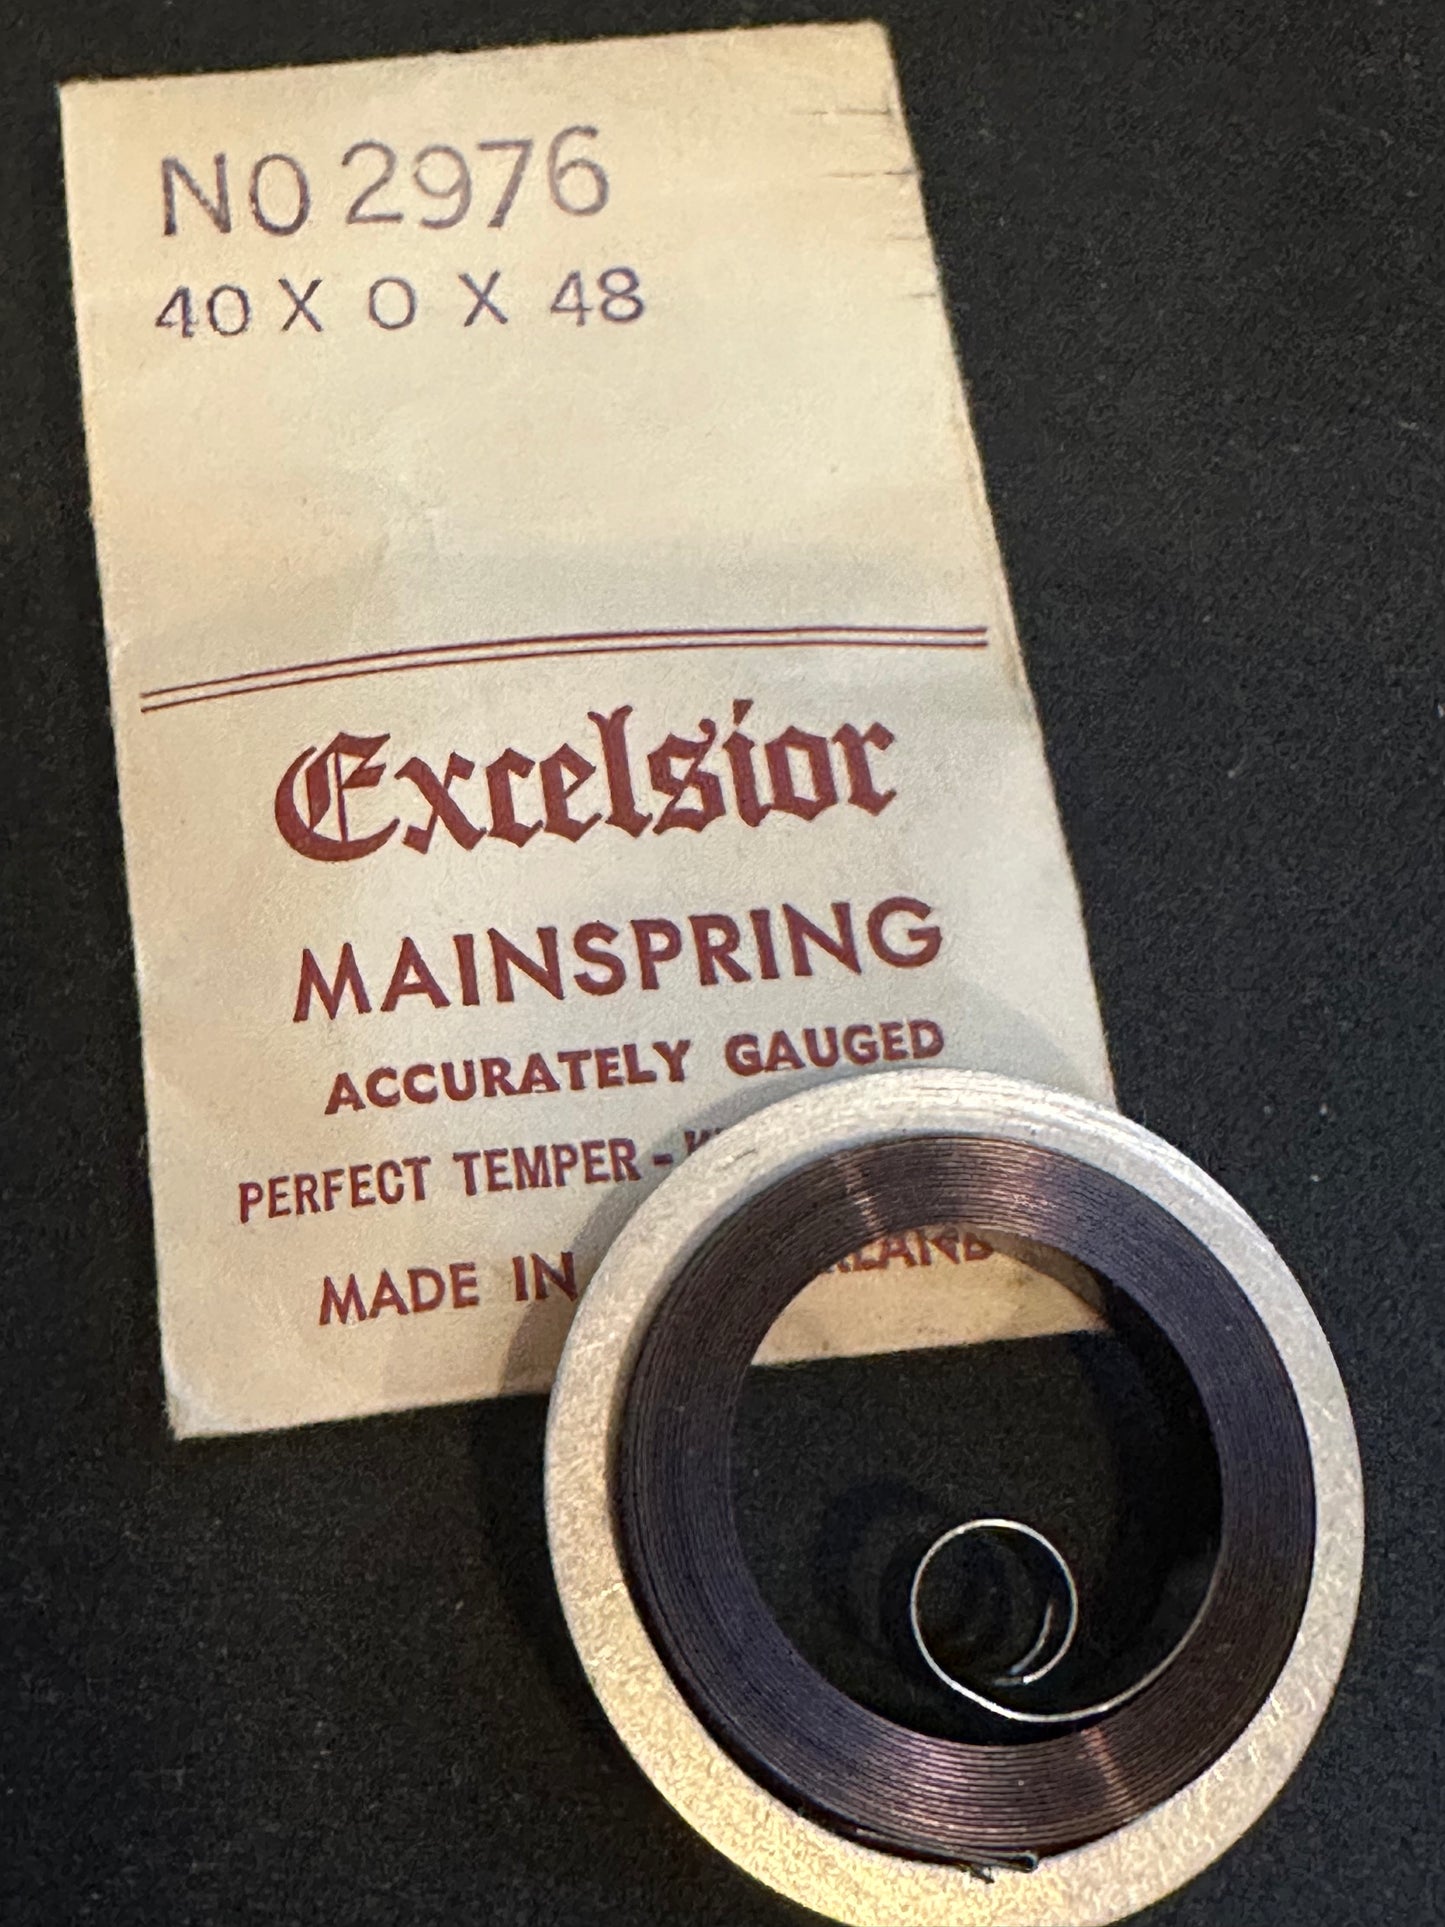 NO 2976
40 X 0 X 48
Excelsior
MAINSPRING
ACCURATELY GAUGED
PERFECT TEMPER -
MADE IN